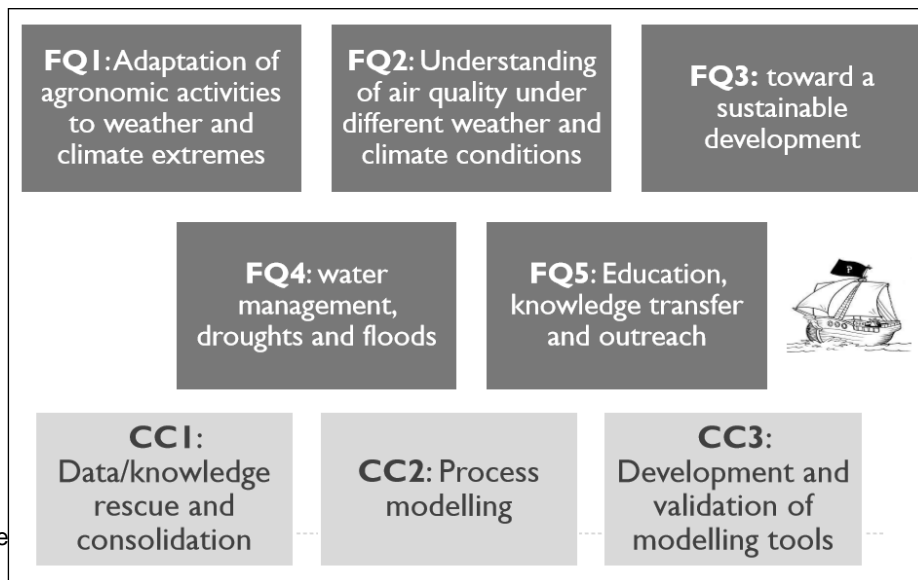 FQ1: Adaptation of
agronomic activities
to weather and
climate extremes
FQ2: Understanding
of air quality under
different weather and
climate conditions
FQ3: toward a
sustainable
development
FQ4: water
management,
droughts and floods
FQ5: Education,
knowledge transfer
and outreach
P
CC1:
Data/knowledge
rescue and
consolidation
CC2: Process
modelling
CC3:
Development and
validation of
modelling tools
e